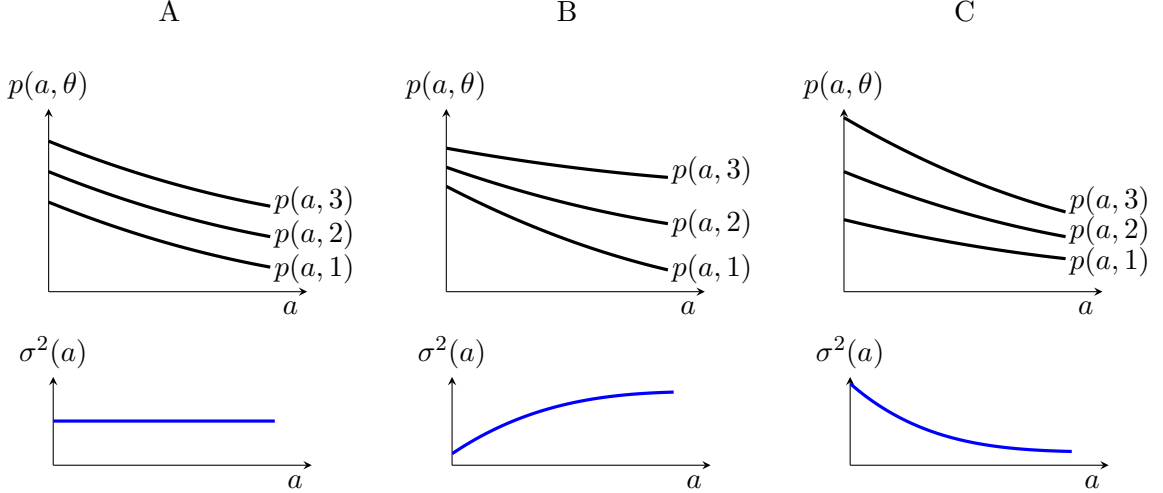 A
B
C
p(a, θ)
p(a, θ)
p(a, θ)
p(a, 3)
p(a, 2)
p(a, 1)
a
p(a, 3)
p(a, 2)
p(a, 1)
a
p(a, 3)
p(a, 2)
p(a, 1)
a
σ²(a)
σ²(a)
σ²(a)
a
a
a